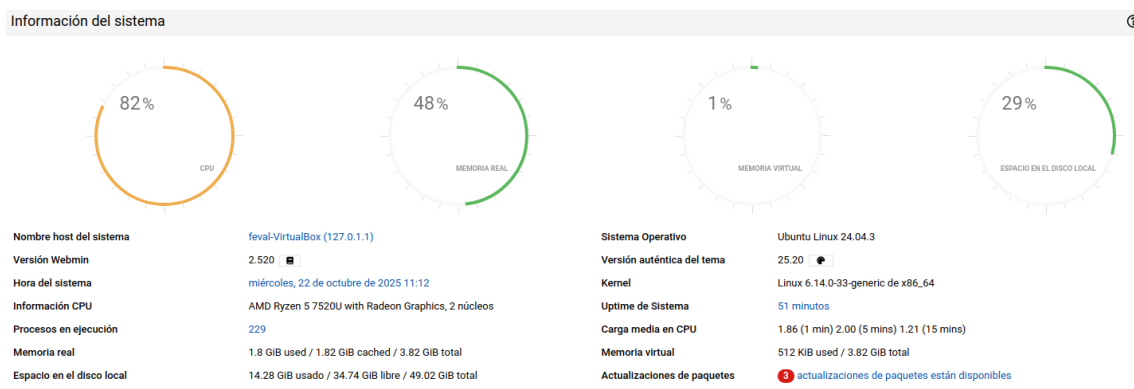 Información del sistema
82%
CPU
48%
MEMORIA REAL
1%
MEMORIA VIRTUAL
29%
ESPACIO EN EL DISCO LOCAL
Nombre host del sistema feval-VirtualBox (127.0.1.1) Sistema Operativo Ubuntu Linux 24.04.3
Versión Webmin 2.520 Versión auténtica del tema 25.20
Hora del sistema miércoles, 22 de octubre de 2025 11:12 Kernel Linux 6.14.0-33-generic de x86_64
Información CPU AMD Ryzen 5 7520U with Radeon Graphics, 2 núcleos Uptime de Sistema 51 minutos
Procesos en ejecución 229 Carga media en CPU 1.86 (1 min) 2.00 (5 mins) 1.21 (15 mins)
Memoria real 1.8 GiB used / 1.82 GiB cached / 3.82 GiB total Memoria virtual 512 KiB used / 3.82 GiB total
Espacio en el disco local 14.28 GiB usado / 34.74 GiB libre / 49.02 GiB total Actualizaciones de paquetes 3 actualizaciones de paquetes están disponibles